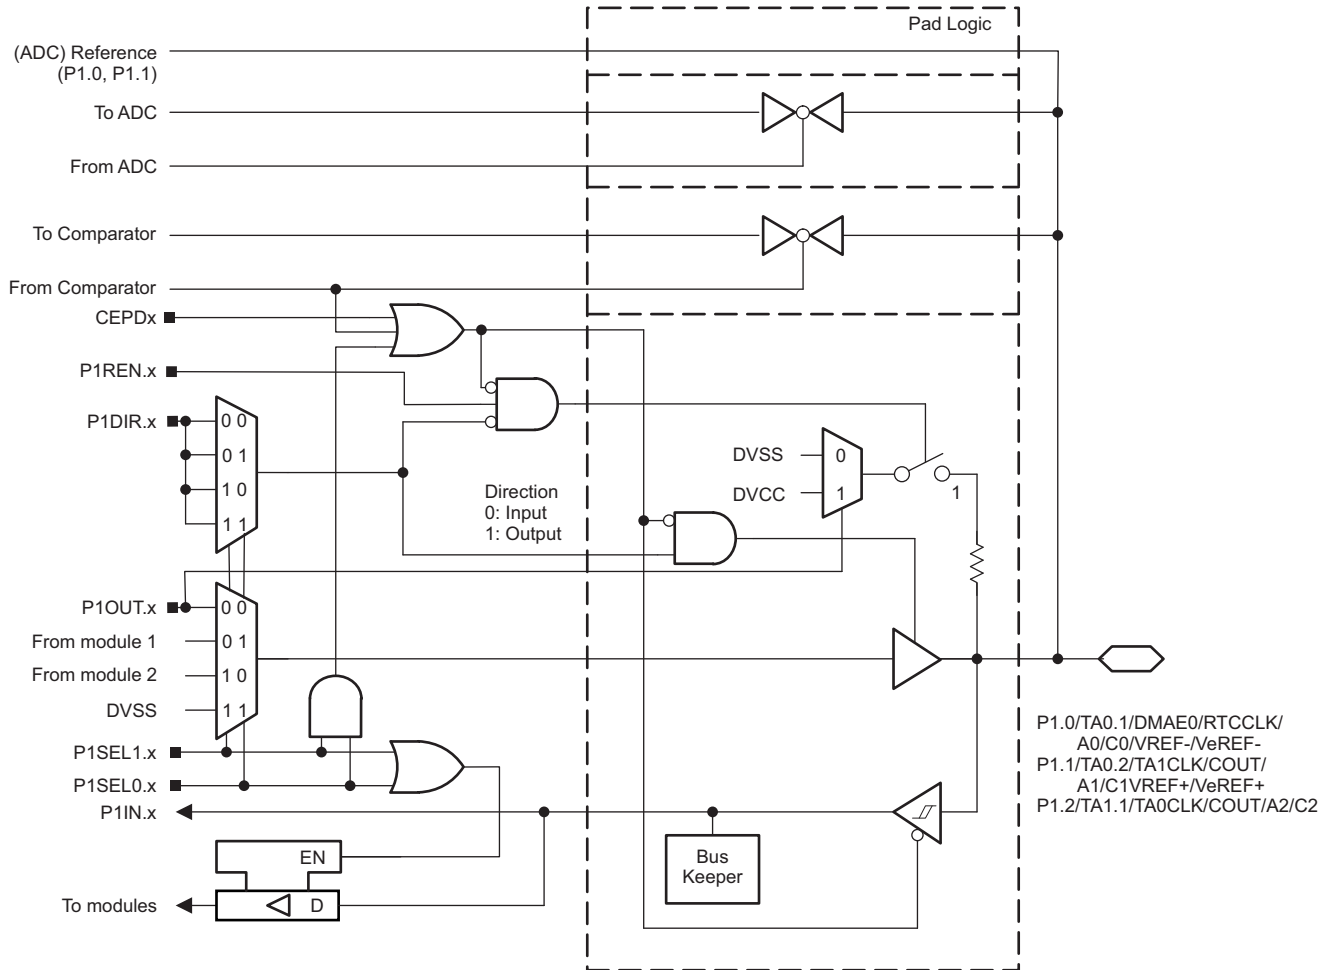 Pad Logic
(ADC) Reference
(P1.0, P1.1)
To ADC
From ADC
To Comparator
From Comparator
CEPDx
P1REN.x
P1DIR.x
0 0
0 1
1 0
1 1
Direction
0: Input
1: Output
DVSS
0
DVCC
1
1
P1OUT.x
0 0
From module 1
0 1
From module 2
1 0
DVSS
1 1
P1SEL1.x
P1SEL0.x
P1IN.x
EN
To modules
D
Bus
Keeper
P1.0/TA0.1/DMAE0/RTCCLK/
A0/C0/VREF-/VeREF-
P1.1/TA0.2/TA1CLK/COUT/
A1/C1VREF+/VeREF+
P1.2/TA1.1/TA0CLK/COUT/A2/C2